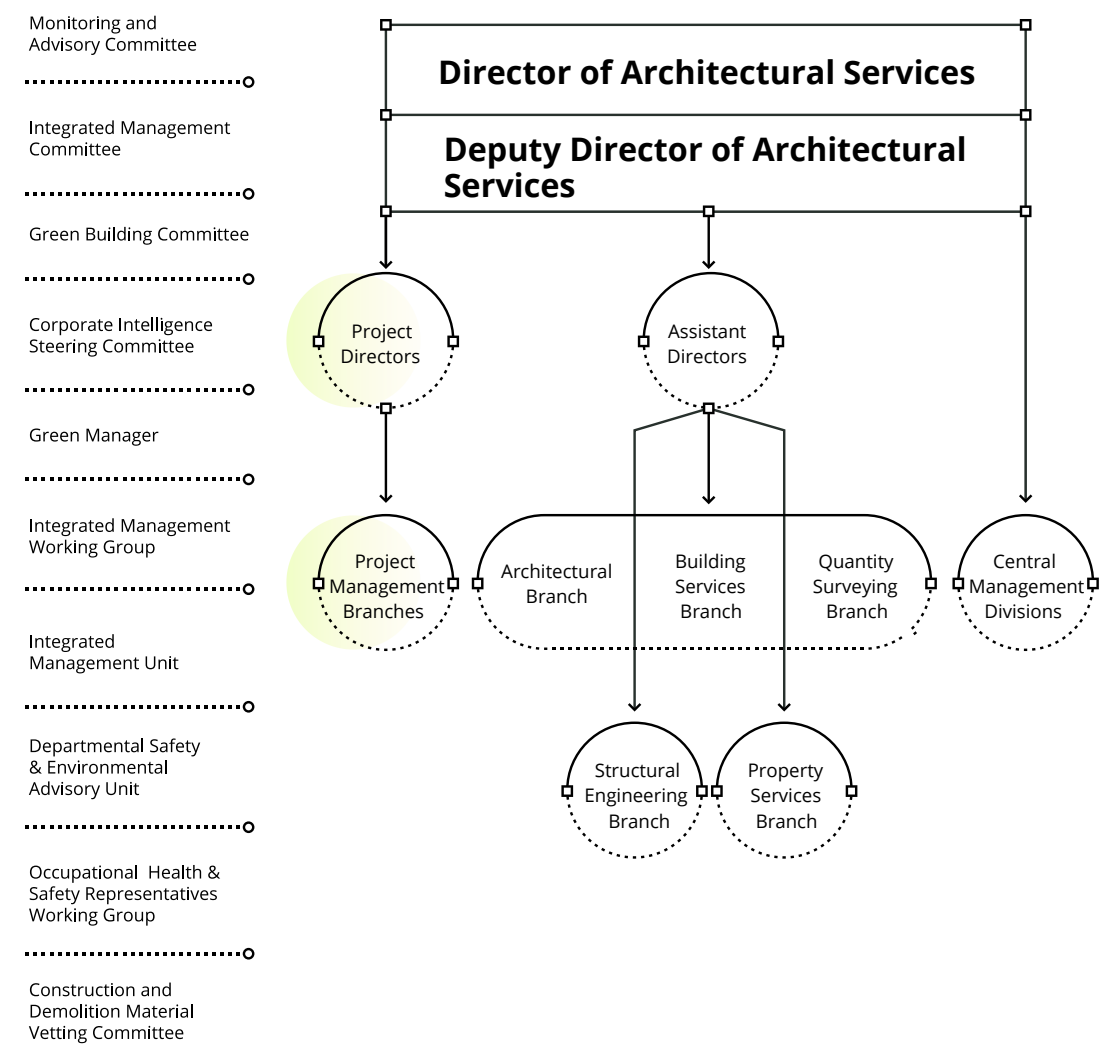 Monitoring and
Advisory Committee
Integrated Management
Committee
Green Building Committee
Corporate Intelligence
Steering Committee
Green Manager
Integrated Management
Working Group
Integrated
Management Unit
Departmental Safety
& Environmental
Advisory Unit
Occupational Health &
Safety Representatives
Working Group
Construction and
Demolition Material
Vetting Committee
Director of Architectural Services
Deputy Director of Architectural
Services
Project
Directors
Assistant
Directors
Project
Management
Branches
Architectural
Branch
Building
Services
Branch
Quantity
Surveying
Branch
Central
Management
Divisions
Structural
Engineering
Branch
Property
Services
Branch